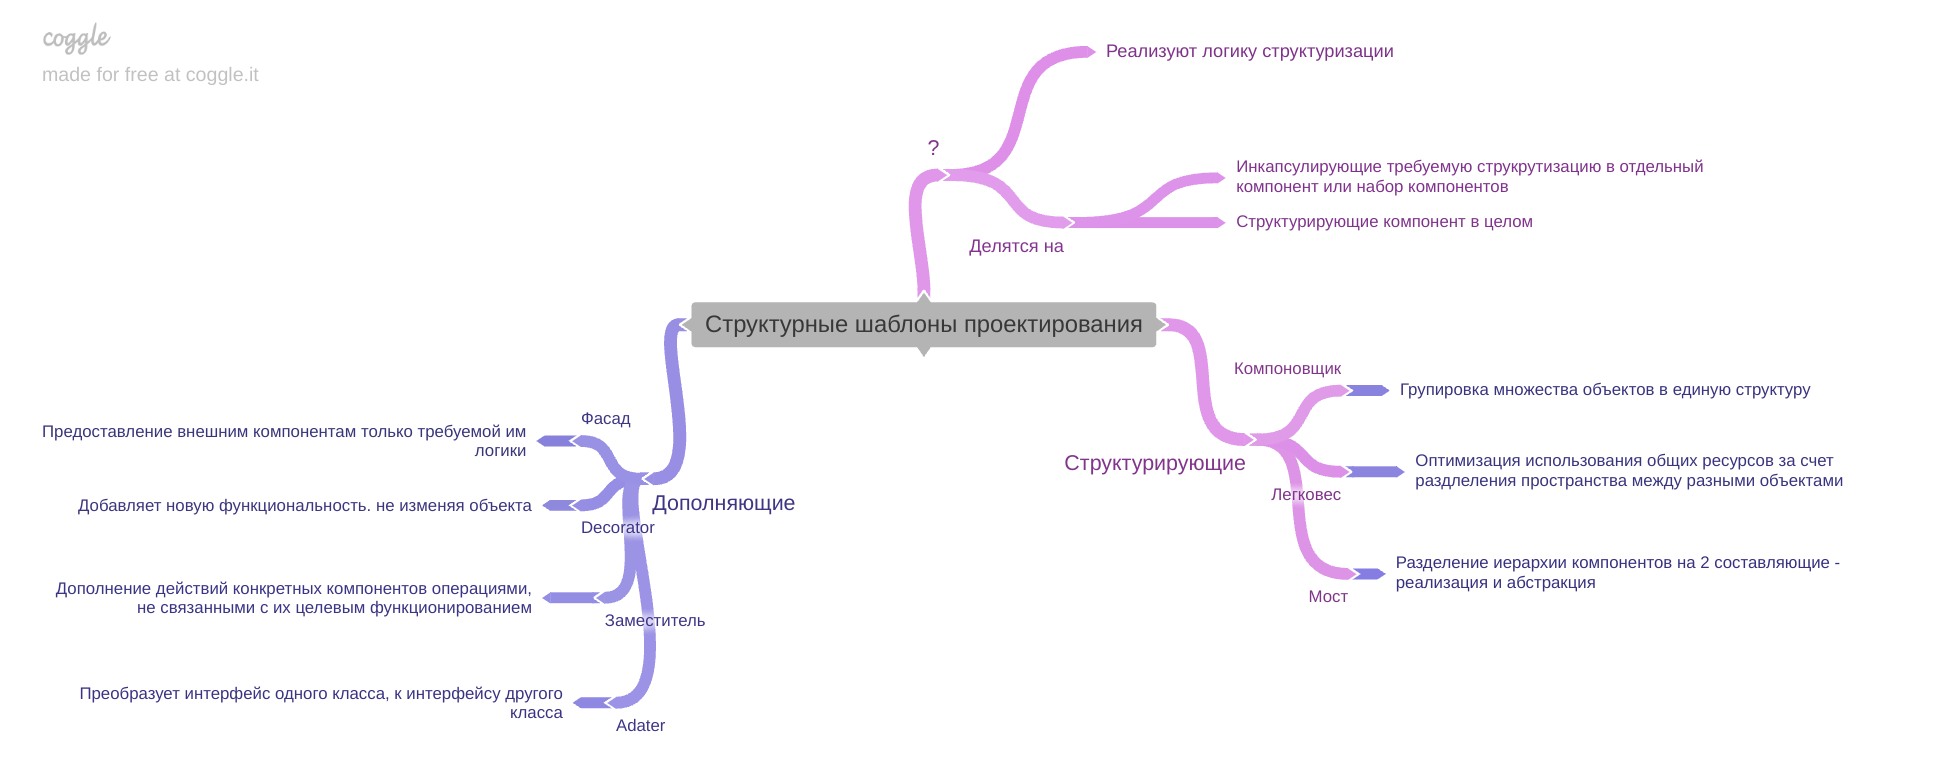 coggle
made for free at coggle.it
Реализуют логику структуризации
?
Инкапсулирующие требуемую струкрутизацию в отдельный
компонент или набор компонентов
Структурирующие компонент в целом
Делятся на
Структурные шаблоны проектирования
Компоновщик
Групировка множества объектов в единую структуру
Структурирующие
Оптимизация использования общих ресурсов за счет
раздleления пространства между разными объектами
Легковес
Разделение иерархии компонентов на 2 составляющие -
реализация и абстракция
Мост
Фасад
Предоставление внешним компонентам только требуемой им
логики
Дополняющие
Добавляет новую функциональность. не изменяя объекта
Decorator
Дополнение действий конкретных компонентов операциями,
не связанными с их целевым функционированием
Заместитель
Преобразует интерфейс одного класса, к интерфейсу другого
класса
Adater